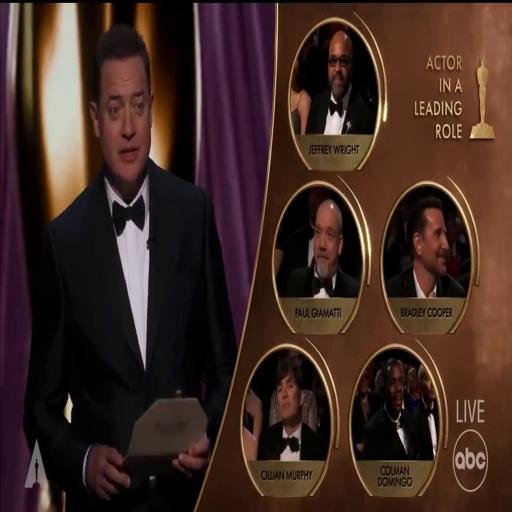 ACTOR
IN A
LEADING
ROLE
JEFFREY WRIGHT
PAUL GIAMATTI
BRADLEY COOPER
CILLIAN MURPHY
COLMAN
DOMINGO
LIVE
abc